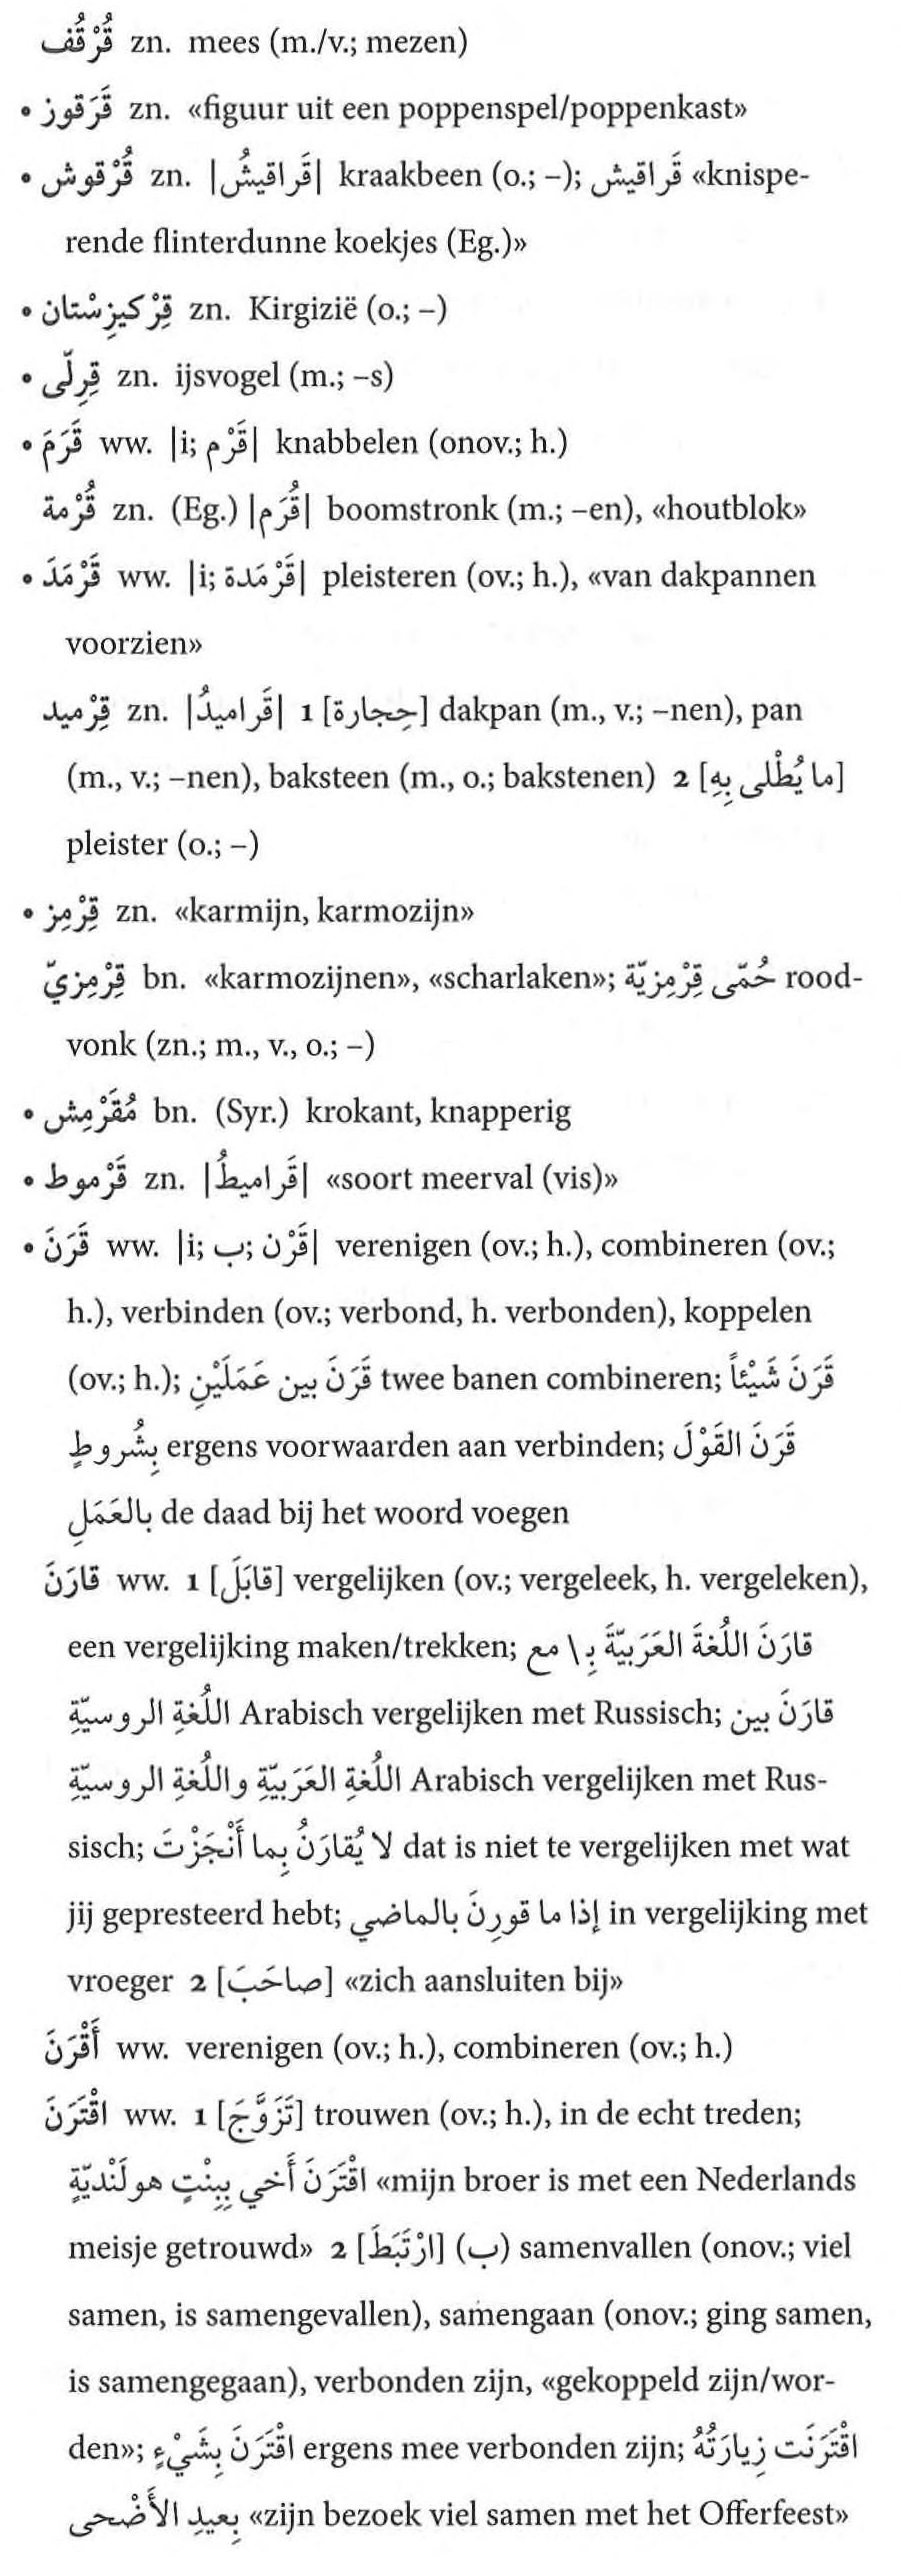 قُرْقُف zn. mees (m./v.; mezen)
• قَرَقوز zn. «figuur uit een poppenspel/poppenkast»
• قُرْقوش zn. |قَراقيشُ| kraakbeen (o.; –); قَراقيش «knispe-
rende flinterdunne koekjes (Eg.)»
• قِرْكيزِسْتان zn. Kirgizië (o.; –)
• قِرِلّى zn. ijsvogel (m.; –s)
• قَرَمَ ww. |i; قَرْم| knabbelen (onov.; h.)
قُرْمة zn. (Eg.) |قُرَم| boomstronk (m.; –en), «houtblok»
• قَرْمَدَ ww. |i; قَرْمَدة| pleisteren (ov.; h.), «van dakpannen
voorzien»
قِرْميد zn. |قَراميدُ| 1 [حِجارة] dakpan (m., v.; –nen), pan
(m., v.; –nen), baksteen (m., o.; bakstenen) 2 [ما يُطْلى بِهِ]
pleister (o.; –)
• قِرْمِز zn. «karmijn, karmozijn»
قِرْمِزيّ bn. «karmozijnen», «scharlaken»; حُمّى قِرْمِزيّة rood-
vonk (zn.; m., v., o.; –)
• مُقَرْمِش bn. (Syr.) krokant, knapperig
• قَرْموط zn. |قَراميطُ| «soort meerval (vis)»
• قَرَنَ ww. |i; ب; قَرْن| verenigen (ov.; h.), combineren (ov.;
h.), verbinden (ov.; verbond, h. verbonden), koppelen
(ov.; h.); قَرَنَ بين عَمَلَيْنِ twee banen combineren; قَرَنَ شَيْئاً
بِشُروطٍ ergens voorwaarden aan verbinden; قَرَنَ القَوْلَ
بالعَمَلِ de daad bij het woord voegen
قارَنَ ww. 1 [قابَلَ] vergelijken (ov.; vergeleek, h. vergeleken),
een vergelijking maken/trekken; قارَنَ اللُغةَ العَرَبيّةَ بِ\ مع
اللُغةِ الروسيّةِ Arabisch vergelijken met Russisch; قارَنَ بين
اللُغةِ العَرَبيّةِ واللُغةِ الروسيّةِ Arabisch vergelijken met Rus-
sisch; لا يُقارَنُ بِما أَنْجَزْتَ dat is niet te vergelijken met wat
jij gepresteerd hebt; إذا ما قورِنَ بالماضي in vergelijking met
vroeger 2 [صاحَبَ] «zich aansluiten bij»
أَقْرَنَ ww. verenigen (ov.; h.), combineren (ov.; h.)
اقْتَرَنَ ww. 1 [تَزَوَّجَ] trouwen (ov.; h.), in de echt treden;
اقْتَرَنَ أَخي بِبِنْتٍ هولَنْديّةٍ «mijn broer is met een Nederlands
meisje getrouwd» 2 [ارْتَبَطَ] (ب) samenvallen (onov.; viel
samen, is samengevallen), samengaan (onov.; ging samen,
is samengegaan), verbonden zijn, «gekoppeld zijn/wor-
den»; اقْتَرَنَ بِشَيْءٍ ergens mee verbonden zijn; اقْتَرَنَت زِيارَتُهُ
بِعيدِ الأَضْحى «zijn bezoek viel samen met het Offerfeest»